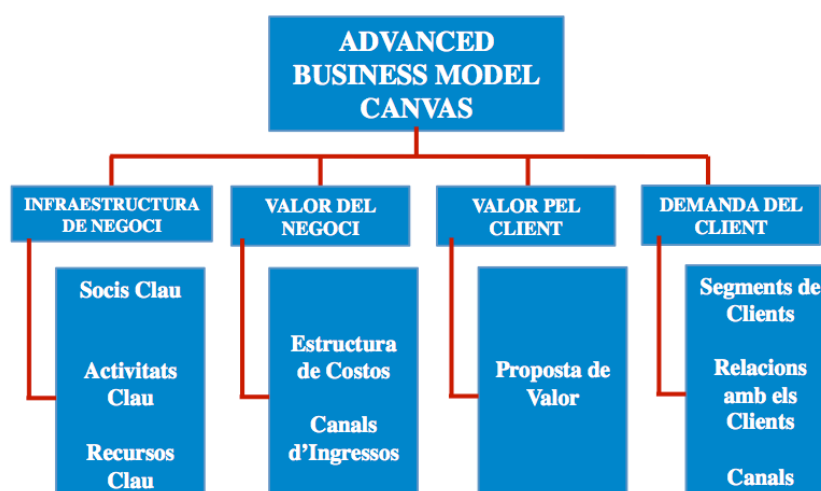 ADVANCED
BUSINESS MODEL
CANVAS
INFRAESTRUCTURA
DE NEGOCI
VALOR DEL
NEGOCI
VALOR PEL
CLIENT
DEMANDA DEL
CLIENT
Socis Clau
Activitats
Clau
Recursos
Clau
Estructura
de Costos
Canals
d’Ingressos
Proposta de
Valor
Segments de
Clients
Relacions
amb els
Clients
Canals